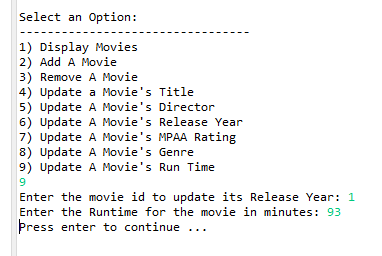 Select an Option:
---------------------------------
1) Display Movies
2) Add A Movie
3) Remove A Movie
4) Update a Movie's Title
5) Update A Movie's Director
6) Update A Movie's Release Year
7) Update A Movie's MPAA Rating
8) Update A Movie's Genre
9) Update A Movie's Run Time
9
Enter the movie id to update its Release Year: 1
Enter the Runtime for the movie in minutes: 93
Press enter to continue ...